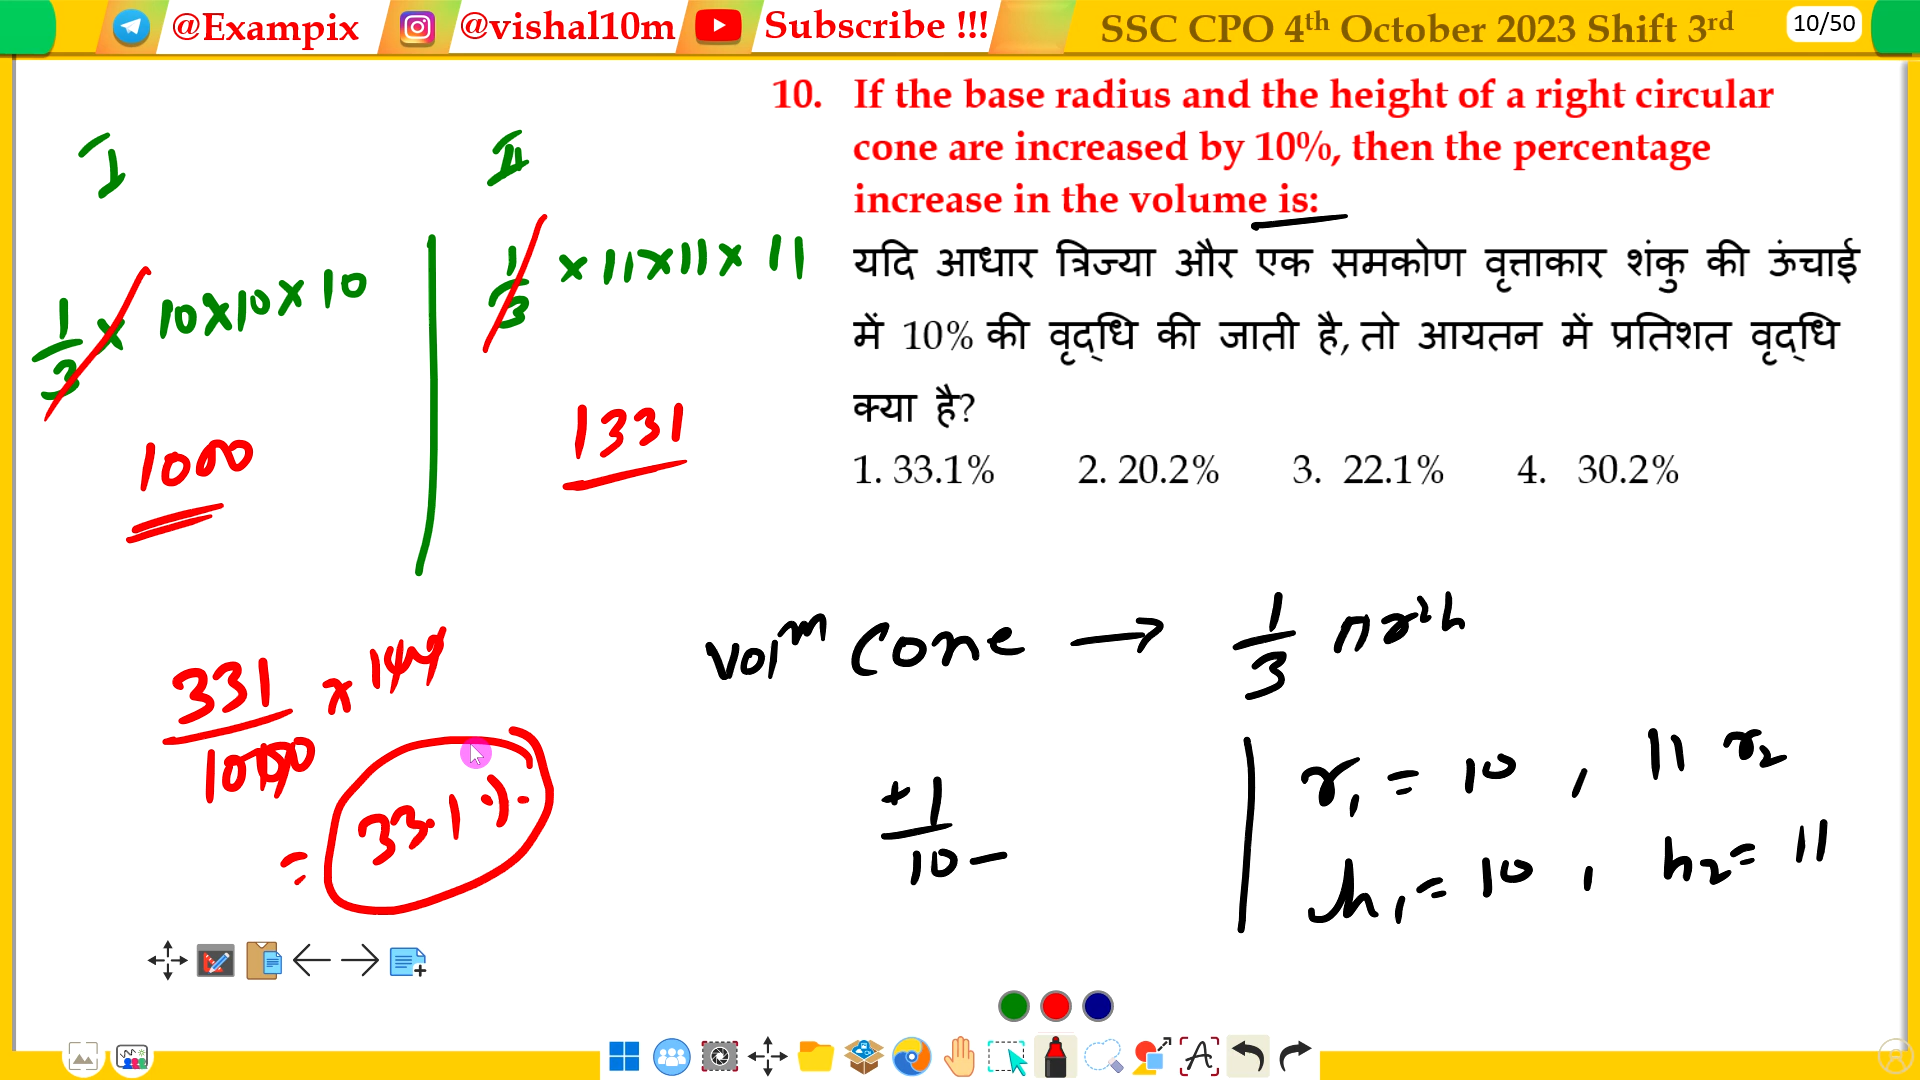 @Exampix @vishal10m Subscribe !!! SSC CPO 4th October 2023 Shift 3rd 10/50
10. If the base radius and the height of a right circular
cone are increased by 10%, then the percentage
increase in the volume is:
यदि आधार त्रिज्या और एक समकोण वृत्ताकार शंकु की ऊंचाई
में 10% की वृद्धि की जाती है, तो आयतन में प्रतिशत वृद्धि
क्या है?
1. 33.1% 2. 20.2% 3. 22.1% 4. 30.2%
I
II
1/3 × 10×10×10
1/3 × 11×11×11
1000
1331
331/1000 × 100
= 33.1%
Volm Cone → 1/3 πr²h
+1/10
r₁ = 10 , 11 r₂
h₁ = 10 , h₂ = 11